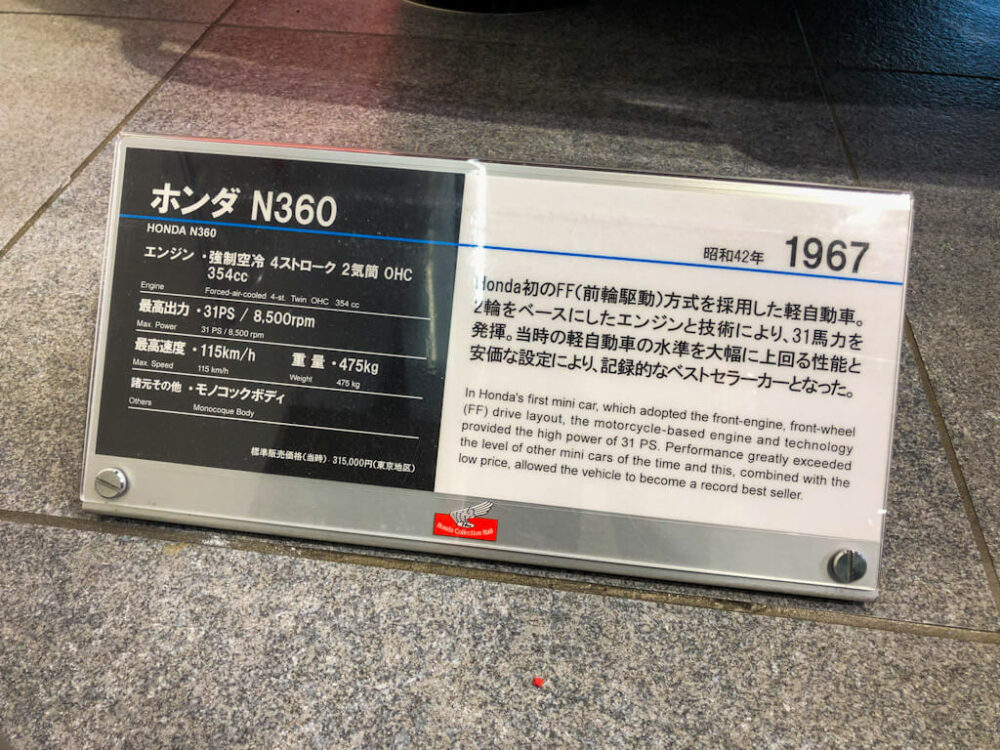 ホンダ N360
HONDA N360
エンジン ・強制空冷 4ストローク 2気筒 OHC
354cc
Engine Forced-air-cooled 4-st. Twin OHC 354 cc
最高出力 ・31PS / 8,500rpm
Max. Power 31 PS / 8,500 rpm
最高速度 ・115km/h 重量 ・475kg
Max. Speed 115 km/h Weight 475 kg
諸元その他 ・モノコックボディ
Others Monocoque Body
標準販売価格(当時) 315,000円(東京地区)
昭和42年 1967
Honda初のFF(前輪駆動)方式を採用した軽自動車。
2輪をベースにしたエンジンと技術により、31馬力を
発揮。当時の軽自動車の水準を大幅に上回る性能と
安価な設定により、記録的なベストセラーカーとなった。
In Honda's first mini car, which adopted the front-engine, front-wheel
(FF) drive layout, the motorcycle-based engine and technology
provided the high power of 31 PS. Performance greatly exceeded
the level of other mini cars of the time and this, combined with the
low price, allowed the vehicle to become a record best seller.
Honda Collection Hall